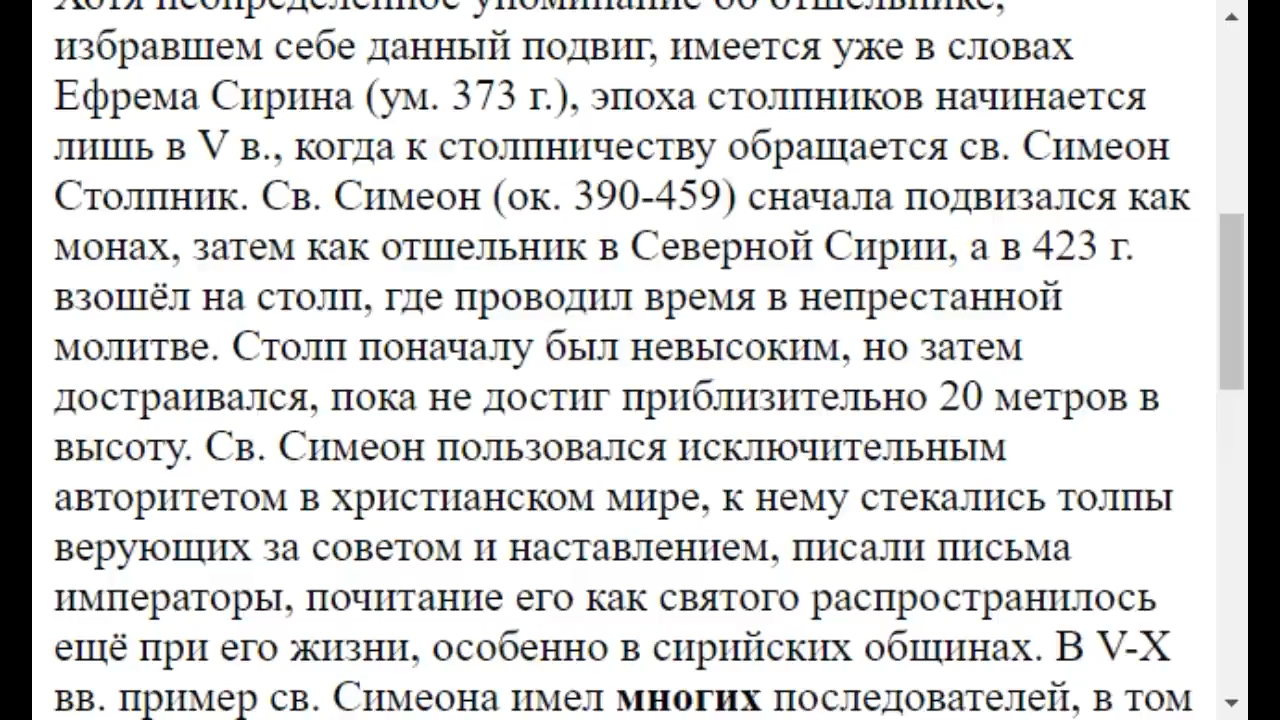 Хотя неопределенное упоминание об отшельнике,
избравшем себе данный подвиг, имеется уже в словах
Ефрема Сирина (ум. 373 г.), эпоха столпников начинается
лишь в V в., когда к столпничеству обращается св. Симеон
Столпник. Св. Симеон (ок. 390-459) сначала подвизался как
монах, затем как отшельник в Северной Сирии, а в 423 г.
взошёл на столп, где проводил время в непрестанной
молитве. Столп поначалу был невысоким, но затем
достраивался, пока не достиг приблизительно 20 метров в
высоту. Св. Симеон пользовался исключительным
авторитетом в христианском мире, к нему стекались толпы
верующих за советом и наставлением, писали письма
императоры, почитание его как святого распространилось
ещё при его жизни, особенно в сирийских общинах. В V-X
вв. пример св. Симеона имел многих последователей, в том